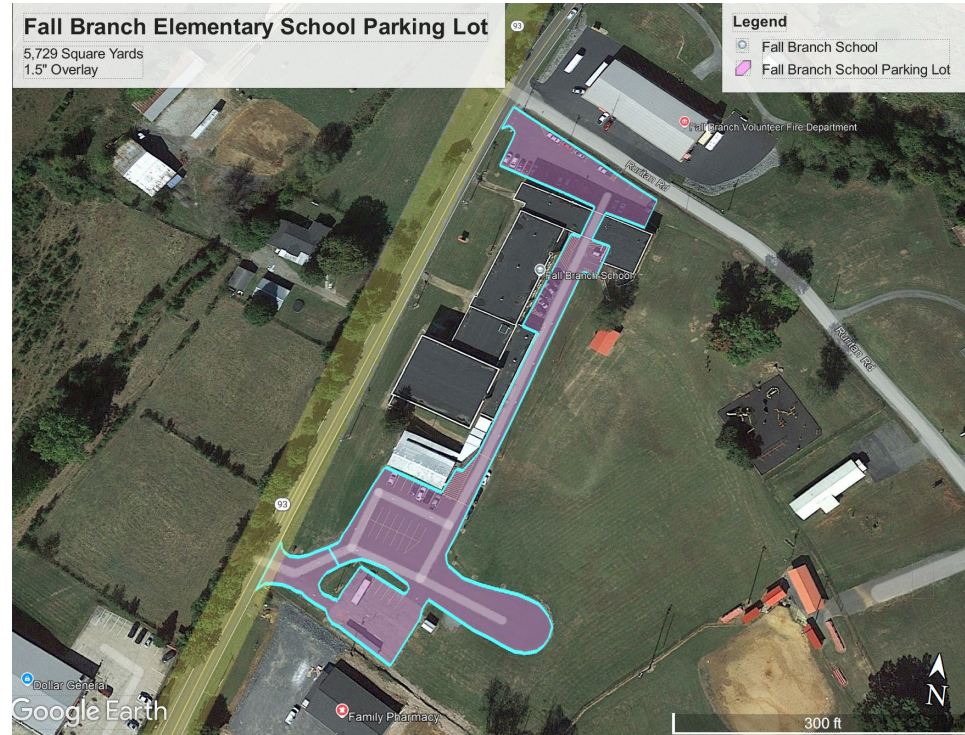 Fall Branch Elementary School Parking Lot
5,729 Square Yards
1.5" Overlay
Legend
Fall Branch School
Fall Branch School Parking Lot
93
Fall Branch Volunteer Fire Department
Ruritan Rd
Fall Branch School
Ruritan Rd
93
Dollar General
Google Earth
Family Pharmacy
N
300 ft